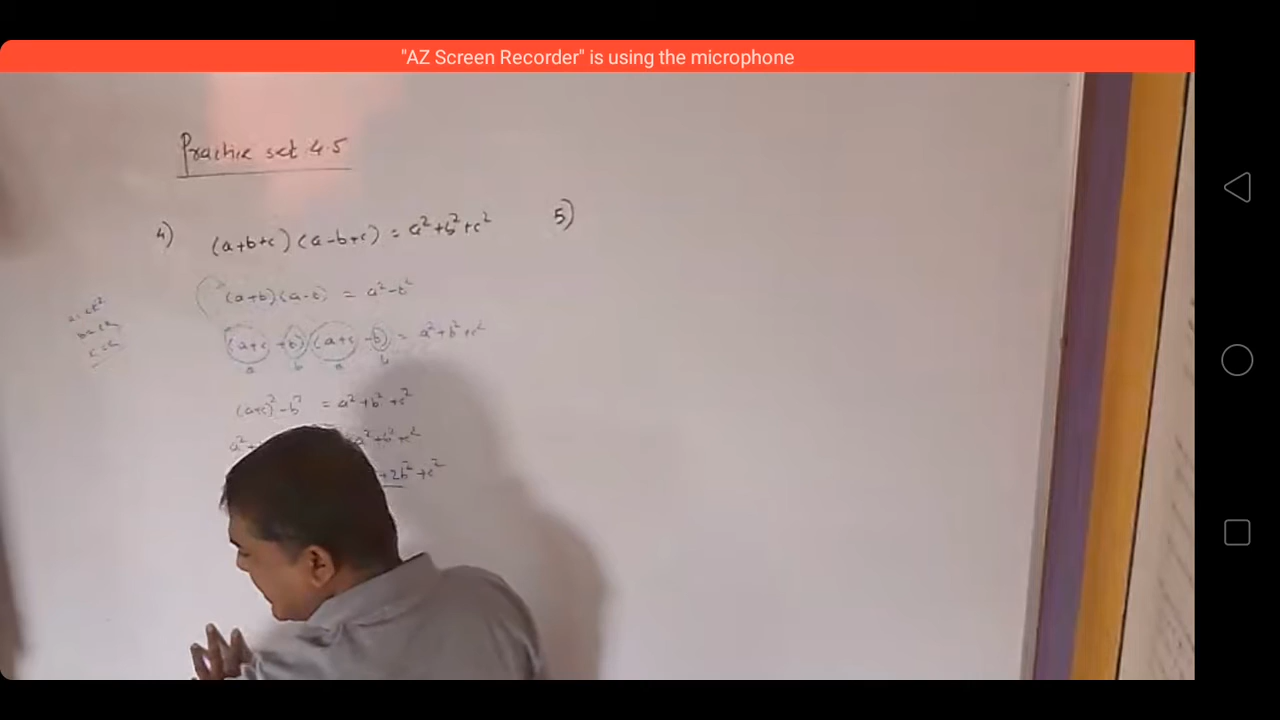 "AZ Screen Recorder" is using the microphone
Practice set 4.5
4) (a+b+c)(a-b+c) = a²+b²+c²
(a+b)(a-b) = a²-b²
(a+c +b)(a+c -b) = a²+b²+c²
a b a b
(a+c)²-b² = a²+b²+c²
a²+ a²+b²+c²
+2b²+c²
5)